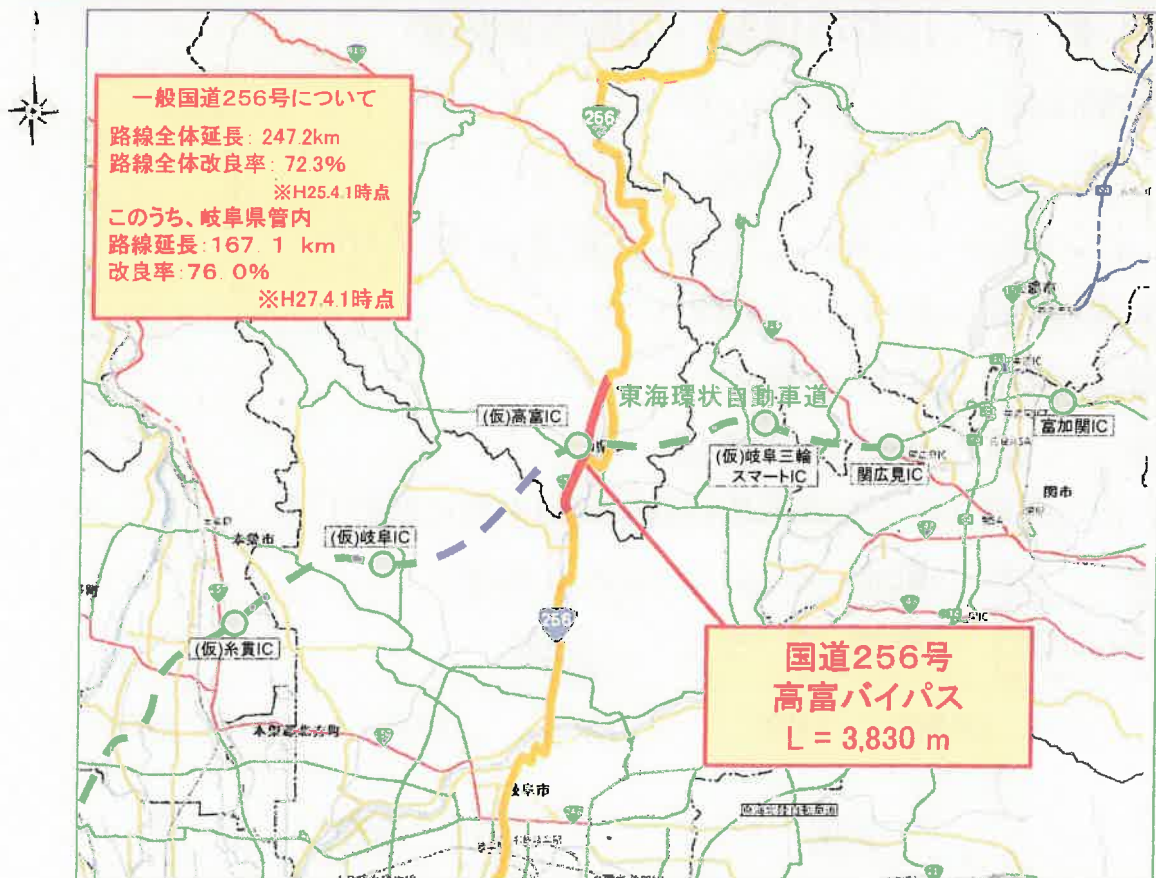 一般国道256号について
路線全体延長：247.2km
路線全体改良率：72.3%
※H25.4.1時点
このうち、岐阜県管内
路線延長：167.1 km
改良率：76.0%
※H27.4.1時点
256
東海環状自動車道
(仮)高富IC
(仮)岐阜三輪
スマートIC
関広見IC
富加関IC
関市
(仮)岐阜IC
本巣市
(仮)糸貫IC
256
国道256号
高富バイパス
L = 3,830 m
岐阜市